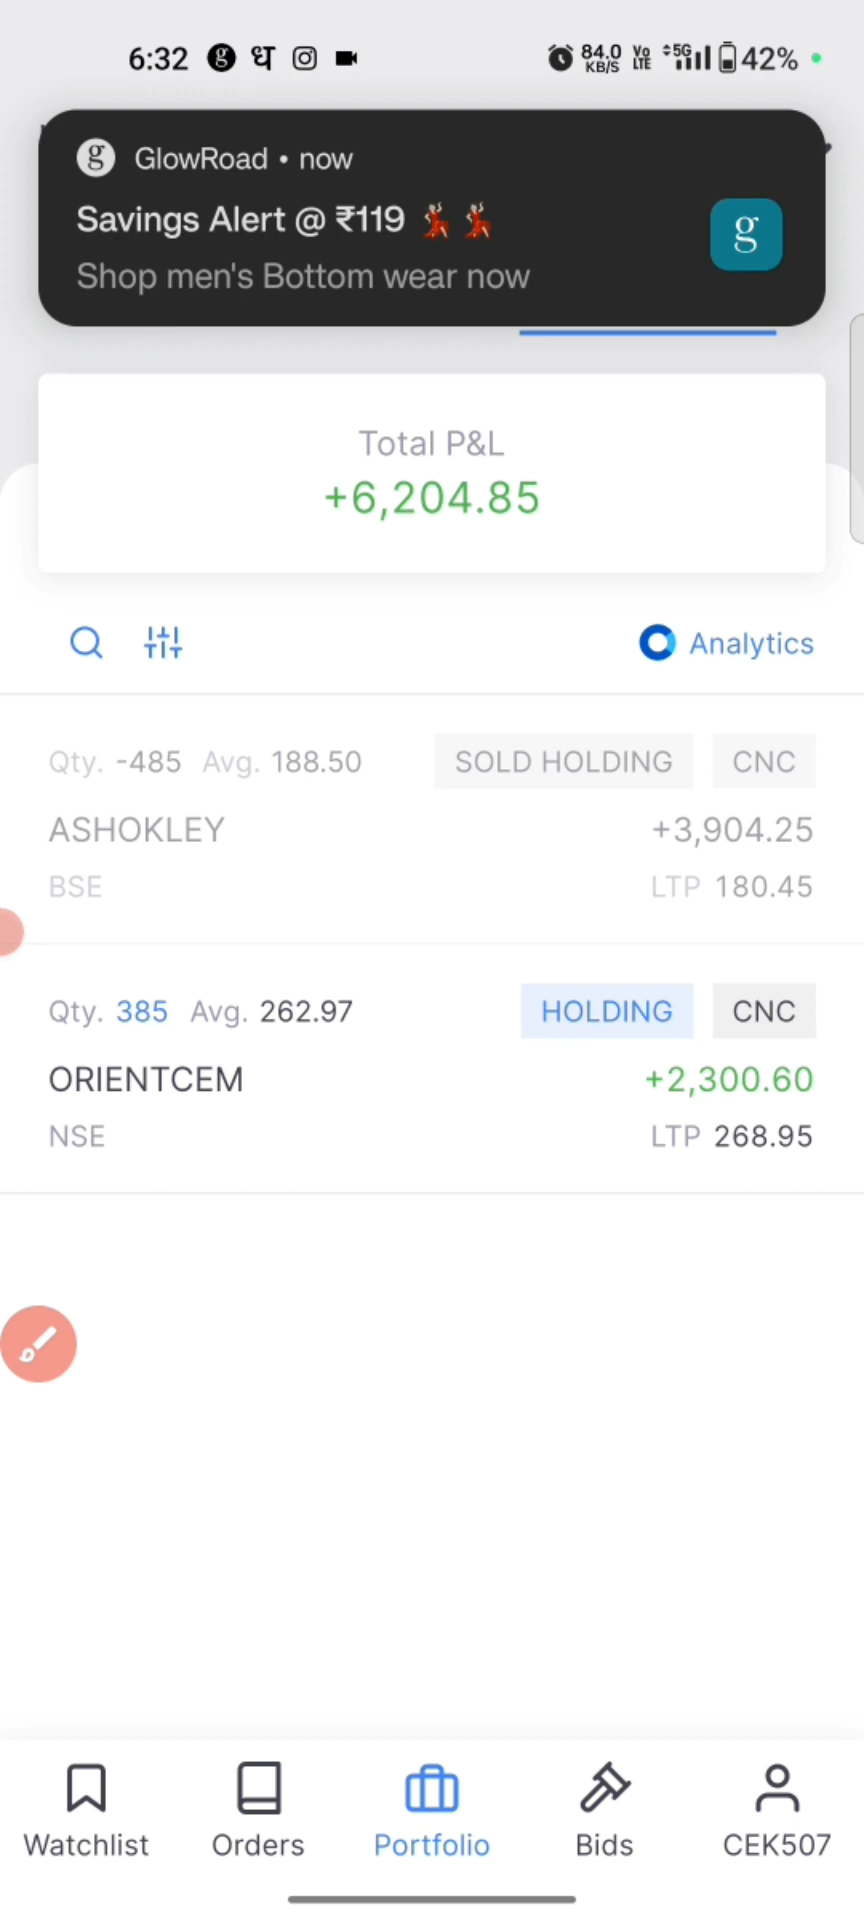 6:32 g ध 84.0 KB/S Vo LTE 5G 42%
g GlowRoad • now
Savings Alert @ ₹119 💃💃
Shop men's Bottom wear now
g
Total P&L
+6,204.85
Analytics
Qty. -485 Avg. 188.50 SOLD HOLDING CNC
ASHOKLEY +3,904.25
BSE LTP 180.45
Qty. 385 Avg. 262.97 HOLDING CNC
ORIENTCEM +2,300.60
NSE LTP 268.95
Watchlist Orders Portfolio Bids CEK507